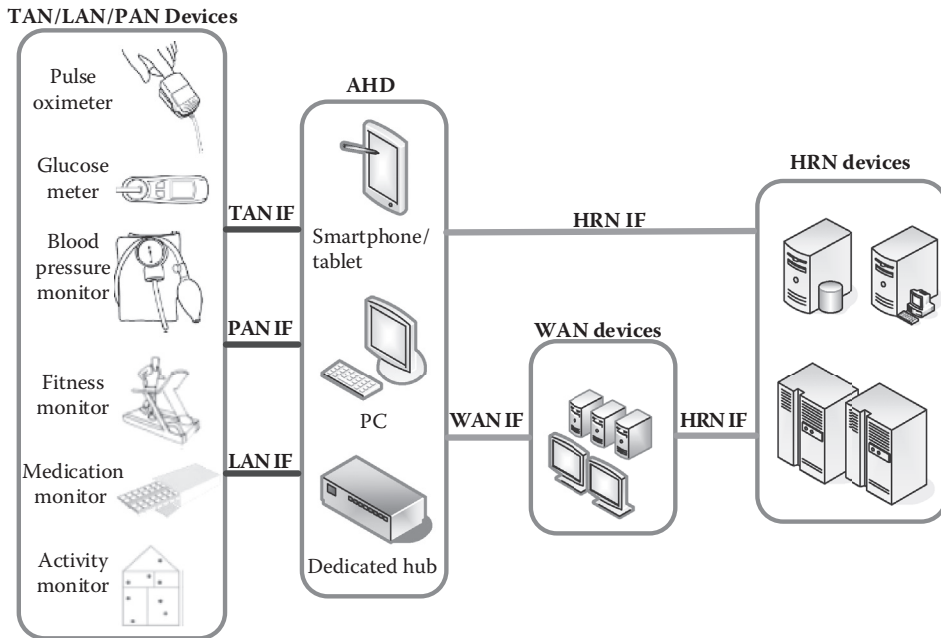 TAN/LAN/PAN Devices
Pulse
oximeter
Glucose
meter
Blood
pressure
monitor
Fitness
monitor
Medication
monitor
Activity
monitor
TAN IF
PAN IF
LAN IF
AHD
Smartphone/
tablet
PC
Dedicated hub
HRN IF
WAN IF
WAN devices
HRN IF
HRN devices